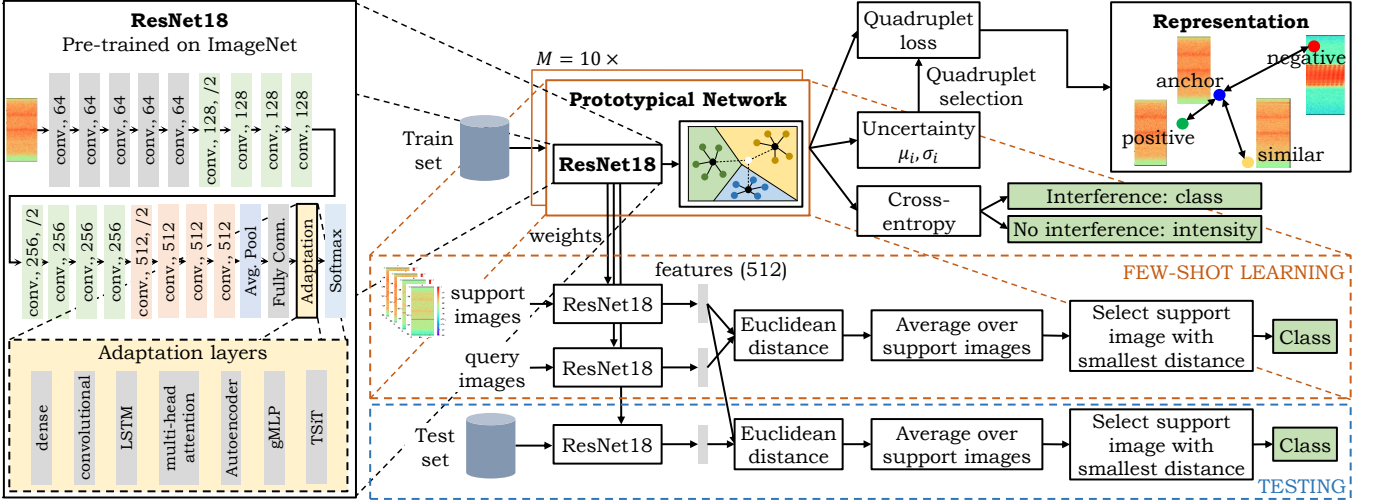 ResNet18
Pre-trained on ImageNet
conv., 64
conv., 64
conv., 64
conv., 64
conv., 64
conv., 128, /2
conv., 128
conv., 128
conv., 128
conv., 256, /2
conv., 256
conv., 256
conv., 256
conv., 512, /2
conv., 512
conv., 512
conv., 512
Avg. Pool
Fully Conn.
Adaptation
Softmax
Adaptation layers
dense
convolutional
LSTM
multi-head
attention
Autoencoder
gMLP
TSiT
M = 10 ×
Prototypical Network
Train
set
ResNet18
weights
Quadruplet
loss
Quadruplet
selection
Uncertainty
μi, σi
Cross-
entropy
Interference: class
No interference: intensity
Representation
negative
anchor
positive
similar
FEW-SHOT LEARNING
features (512)
support
images
ResNet18
query
images
ResNet18
Euclidean
distance
Average over
support images
Select support
image with
smallest distance
Class
Test
set
ResNet18
Euclidean
distance
Average over
support images
Select support
image with
smallest distance
Class
TESTING